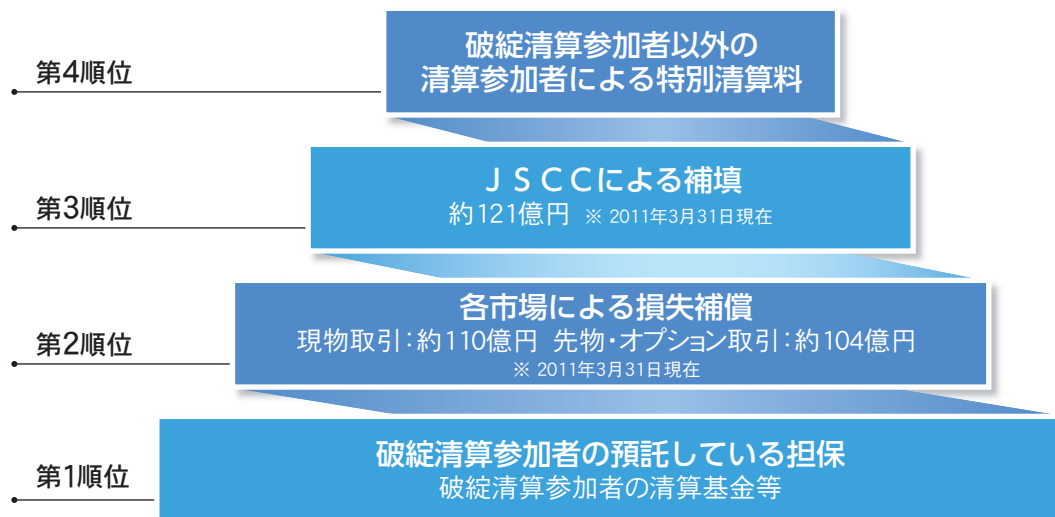 第4順位
破綻清算参加者以外の
清算参加者による特別清算料
第3順位
ＪＳＣＣによる補填
約121億円 ※ 2011年3月31日現在
第2順位
各市場による損失補償
現物取引：約110億円 先物・オプション取引：約104億円
※ 2011年3月31日現在
第1順位
破綻清算参加者の預託している担保
破綻清算参加者の清算基金等